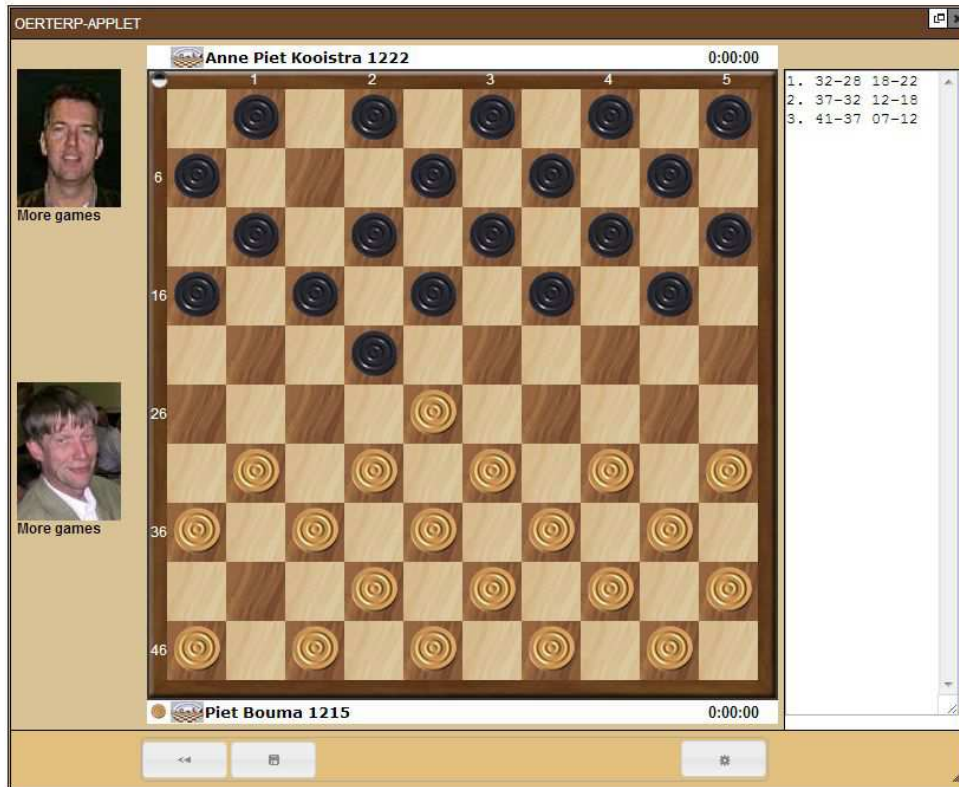 OERTERP-APPLET
Anne Piet Kooistra 1222 0:00:00
1 2 3 4 5
1. 32-28 18-22
2. 37-32 12-18
3. 41-37 07-12
6
More games
16
26
More games
36
46
Piet Bouma 1215 0:00:00